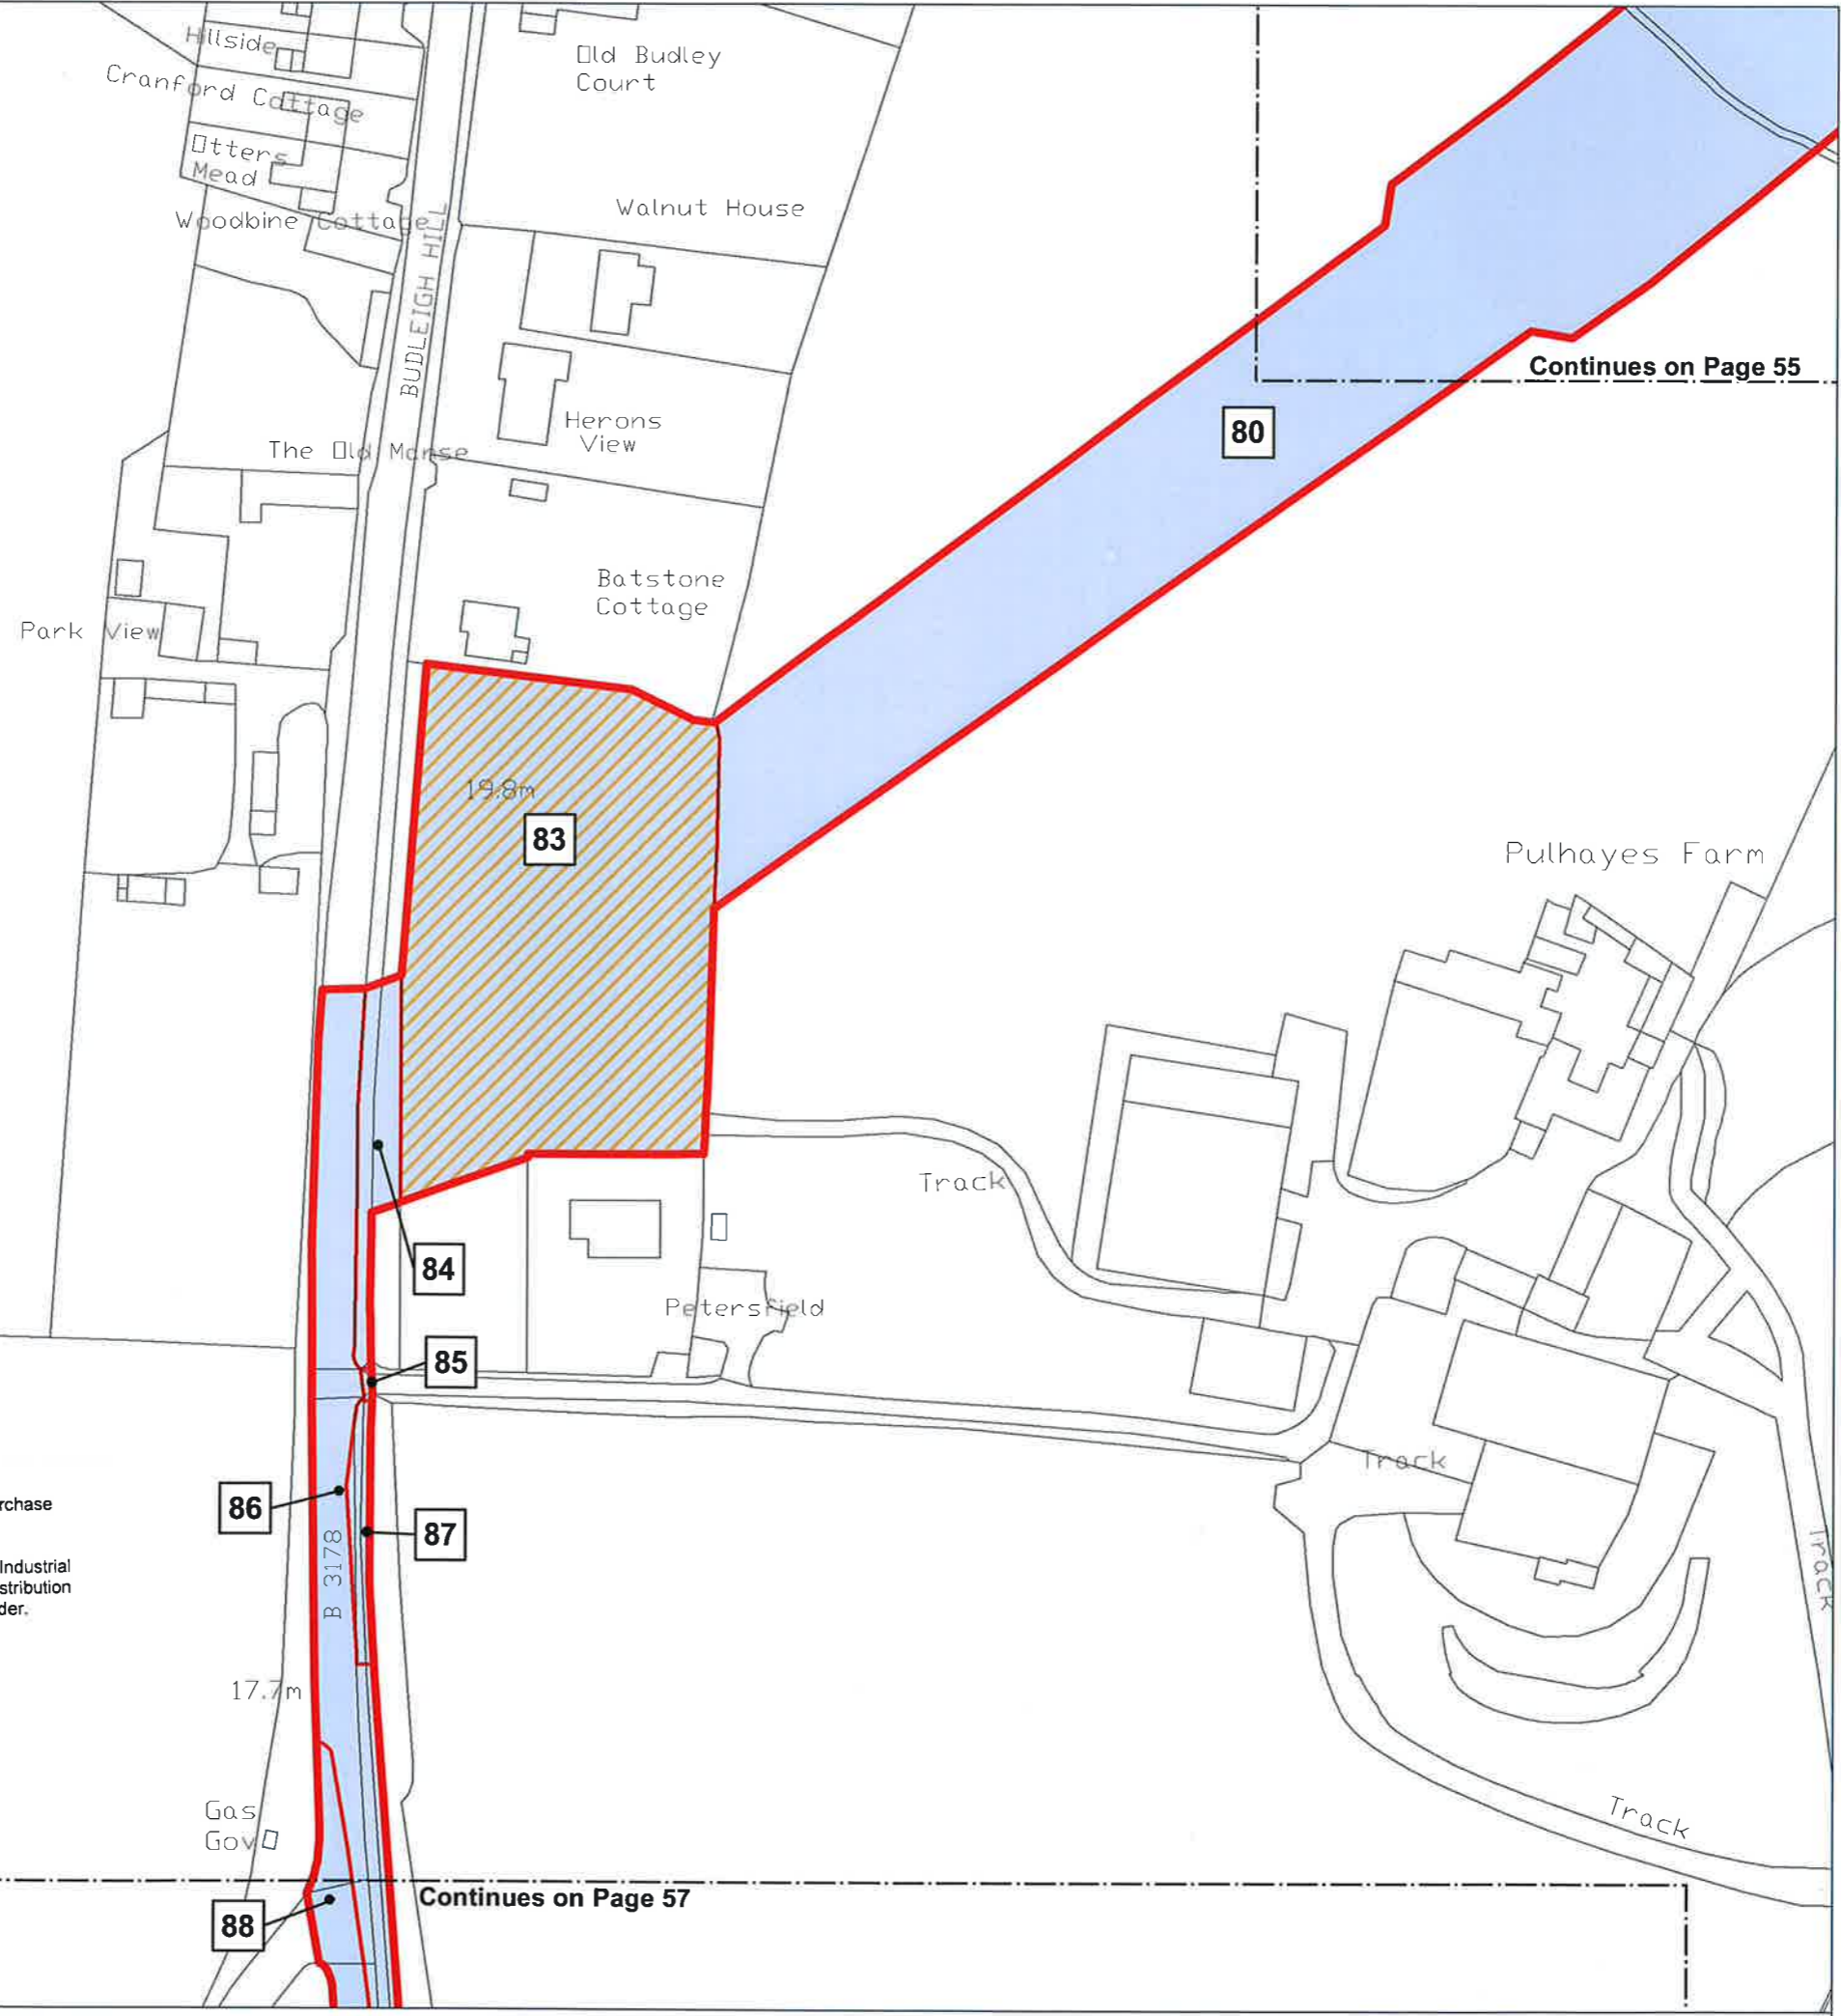 Hillside
Cranford Cottage
Otters
Mead
Woodbine Cottage
Old Budley
Court
Walnut House
BUDLEIGH HILL
Continues on Page 55
80
Herons
View
The Old Manse
Batstone
Cottage
Park View
19.8m
83
Pulhayes Farm
Track
84
Petersfield
85
Track
86
87
B 3178
rchase
Industrial
stribution
der.
Track
17.7m
Gas
Gov
Track
88
Continues on Page 57